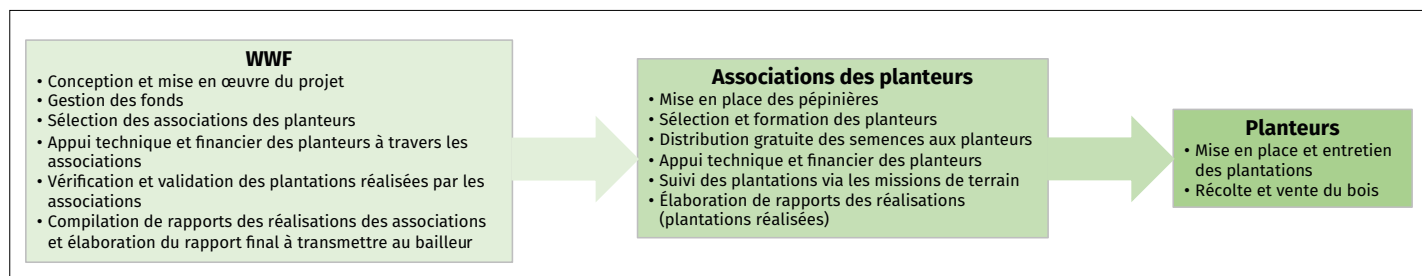 WWF
• Conception et mise en œuvre du projet
• Gestion des fonds
• Sélection des associations des planteurs
• Appui technique et financier des planteurs à travers les
associations
• Vérification et validation des plantations réalisées par les
associations
• Compilation de rapports des réalisations des associations
et élaboration du rapport final à transmettre au bailleur
Associations des planteurs
• Mise en place des pépinières
• Sélection et formation des planteurs
• Distribution gratuite des semences aux planteurs
• Appui technique et financier des planteurs
• Suivi des plantations via les missions de terrain
• Élaboration de rapports des réalisations
(plantations réalisées)
Planteurs
• Mise en place et entretien
des plantations
• Récolte et vente du bois